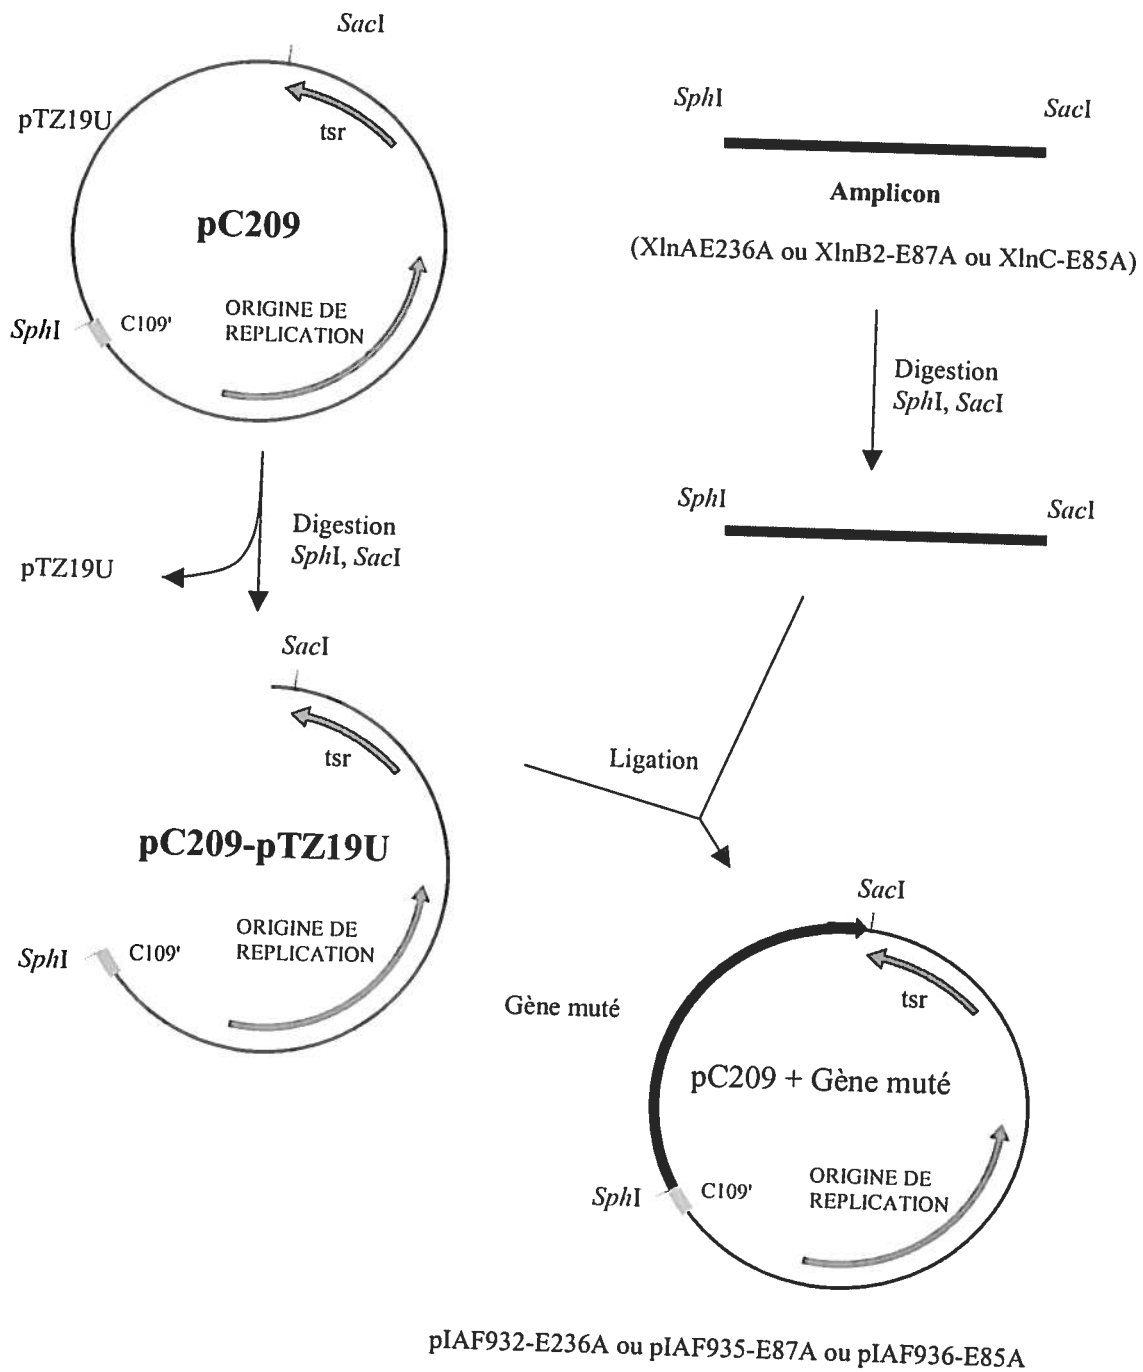 SacI
pTZ19U
tsr
pC209
ORIGINE DE
REPLICATION
SphI
C109'
SphI
SacI
Amplicon
(XlnAE236A ou XlnB2-E87A ou XlnC-E85A)
Digestion
SphI, SacI
pTZ19U
Digestion
SphI, SacI
SphI
SacI
SacI
tsr
pC209-pTZ19U
ORIGINE DE
REPLICATION
SphI
C109'
Ligation
SacI
Gène muté
tsr
pC209 + Gène muté
ORIGINE DE
REPLICATION
SphI
C109'
pIAF932-E236A ou pIAF935-E87A ou pIAF936-E85A